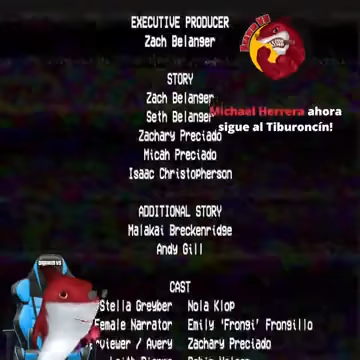 EXECUTIVE PRODUCER
Zach Belanger
STORY
Zach Belanger
Seth Belanger
Zachary Preciado
Micah Preciado
Isaac Christopherson
Michael Herrera ahora
sigue al Tiburoncín!
ADDITIONAL STORY
Malakai Breckenridge
Andy Gill
CAST
Stella Greyber Nola Klop
Female Narrator Emily 'Frongi' Frongillo
/ Avery Zachary Preciado